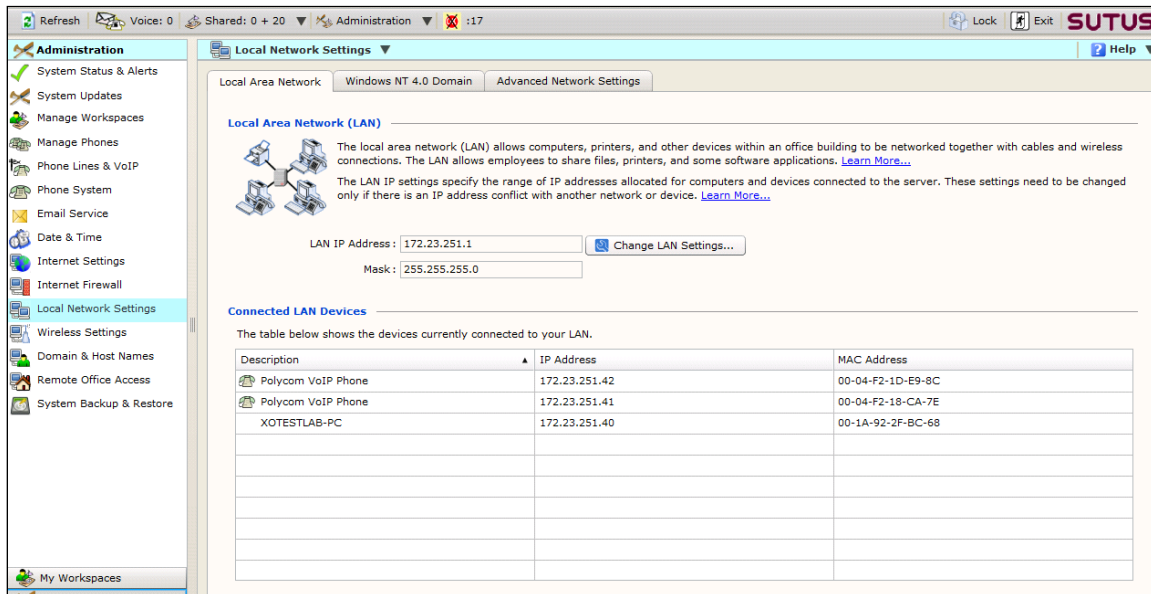 Refresh Voice: 0 Shared: 0 + 20 ▼ Administration ▼ :17 Lock Exit SUTUS
Administration
System Status & Alerts
System Updates
Manage Workspaces
Manage Phones
Phone Lines & VoIP
Phone System
Email Service
Date & Time
Internet Settings
Internet Firewall
Local Network Settings
Wireless Settings
Domain & Host Names
Remote Office Access
System Backup & Restore
My Workspaces
Local Network Settings ▼ Help
Local Area Network Windows NT 4.0 Domain Advanced Network Settings
Local Area Network (LAN)
The local area network (LAN) allows computers, printers, and other devices within an office building to be networked together with cables and wireless
connections. The LAN allows employees to share files, printers, and some software applications. Learn More...
The LAN IP settings specify the range of IP addresses allocated for computers and devices connected to the server. These settings need to be changed
only if there is an IP address conflict with another network or device. Learn More...
LAN IP Address: 172.23.251.1 Change LAN Settings...
Mask: 255.255.255.0
Connected LAN Devices
The table below shows the devices currently connected to your LAN.
Description ▲ IP Address MAC Address
Polycom VoIP Phone 172.23.251.42 00-04-F2-1D-E9-8C
Polycom VoIP Phone 172.23.251.41 00-04-F2-18-CA-7E
XOTESTLAB-PC 172.23.251.40 00-1A-92-2F-BC-68